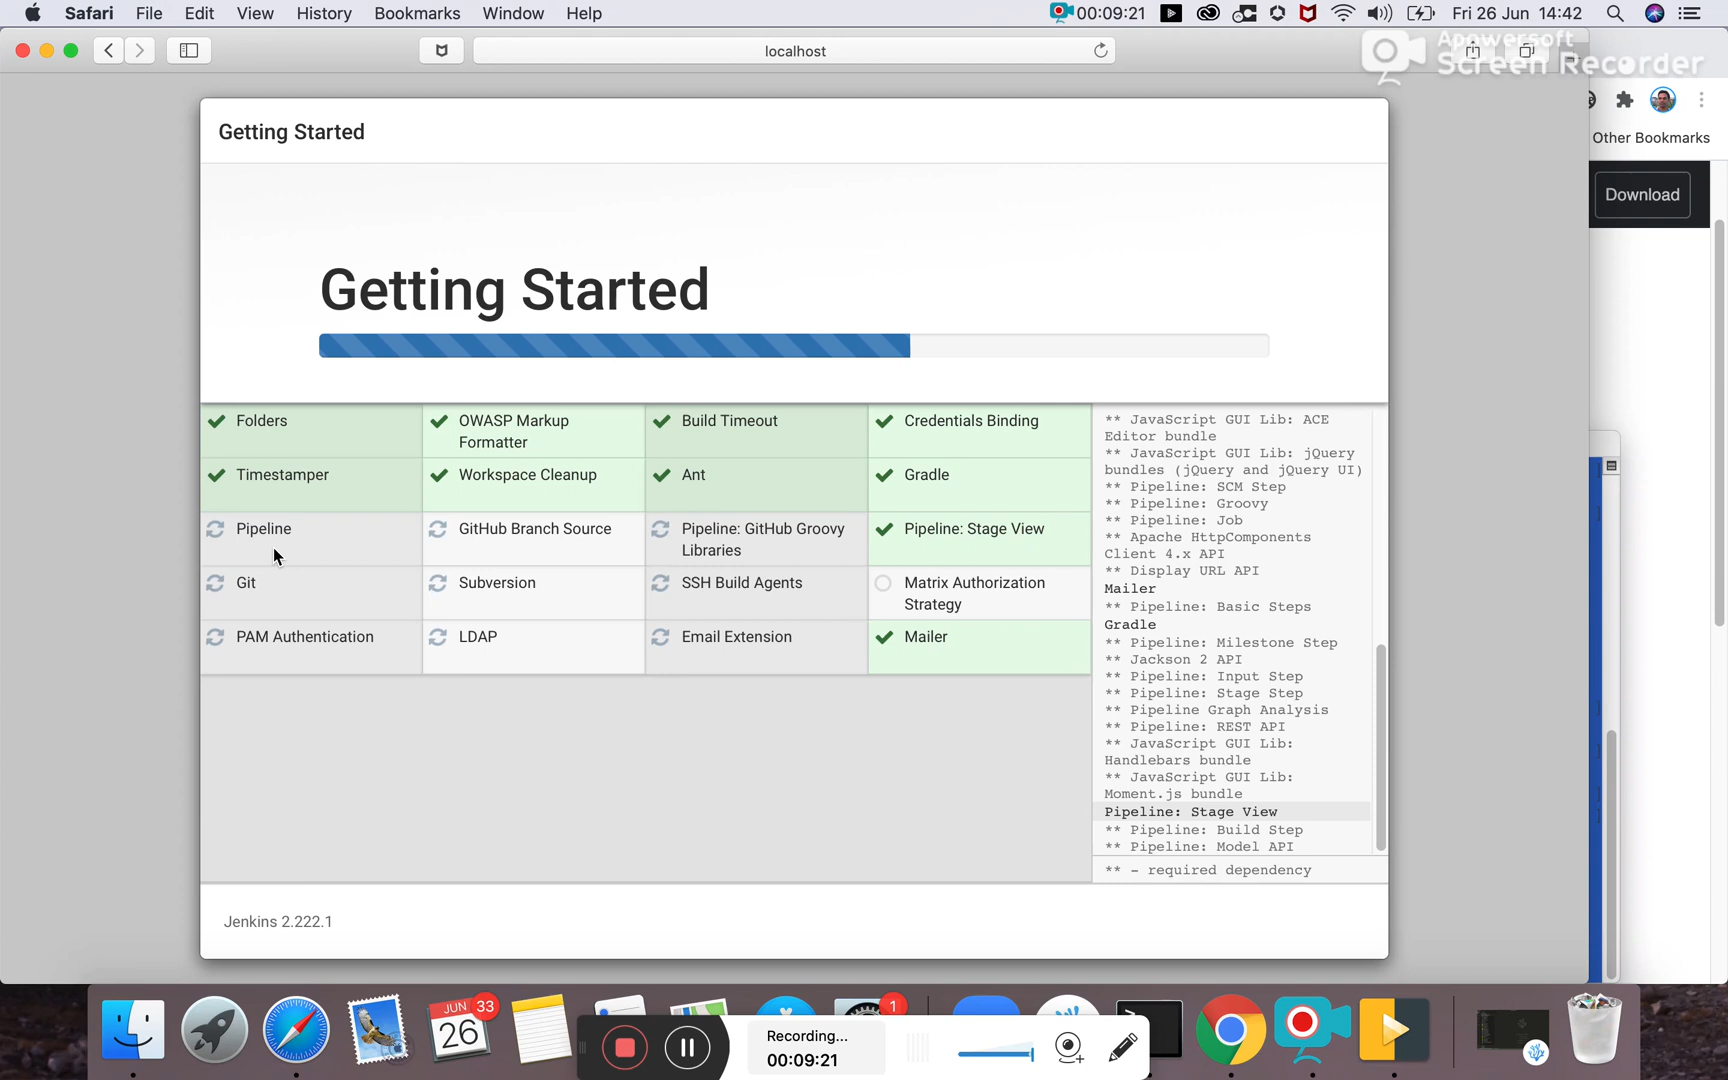 Safari File Edit View History Bookmarks Window Help 00:09:21 Fri 26 Jun 14:42
localhost
Apowersoft
Screen Recorder
Other Bookmarks
Download
Getting Started
Getting Started
Folders
OWASP Markup
Formatter
Build Timeout
Credentials Binding
Timestamper
Workspace Cleanup
Ant
Gradle
Pipeline
GitHub Branch Source
Pipeline: GitHub Groovy
Libraries
Pipeline: Stage View
Git
Subversion
SSH Build Agents
Matrix Authorization
Strategy
PAM Authentication
LDAP
Email Extension
Mailer
** JavaScript GUI Lib: ACE
Editor bundle
** JavaScript GUI Lib: jQuery
bundles (jQuery and jQuery UI)
** Pipeline: SCM Step
** Pipeline: Groovy
** Pipeline: Job
** Apache HttpComponents
Client 4.x API
** Display URL API
Mailer
** Pipeline: Basic Steps
Gradle
** Pipeline: Milestone Step
** Jackson 2 API
** Pipeline: Input Step
** Pipeline: Stage Step
** Pipeline Graph Analysis
** Pipeline: REST API
** JavaScript GUI Lib:
Handlebars bundle
** JavaScript GUI Lib:
Moment.js bundle
Pipeline: Stage View
** Pipeline: Build Step
** Pipeline: Model API
** - required dependency
Jenkins 2.222.1
JUN 33
26
1
Recording...
00:09:21